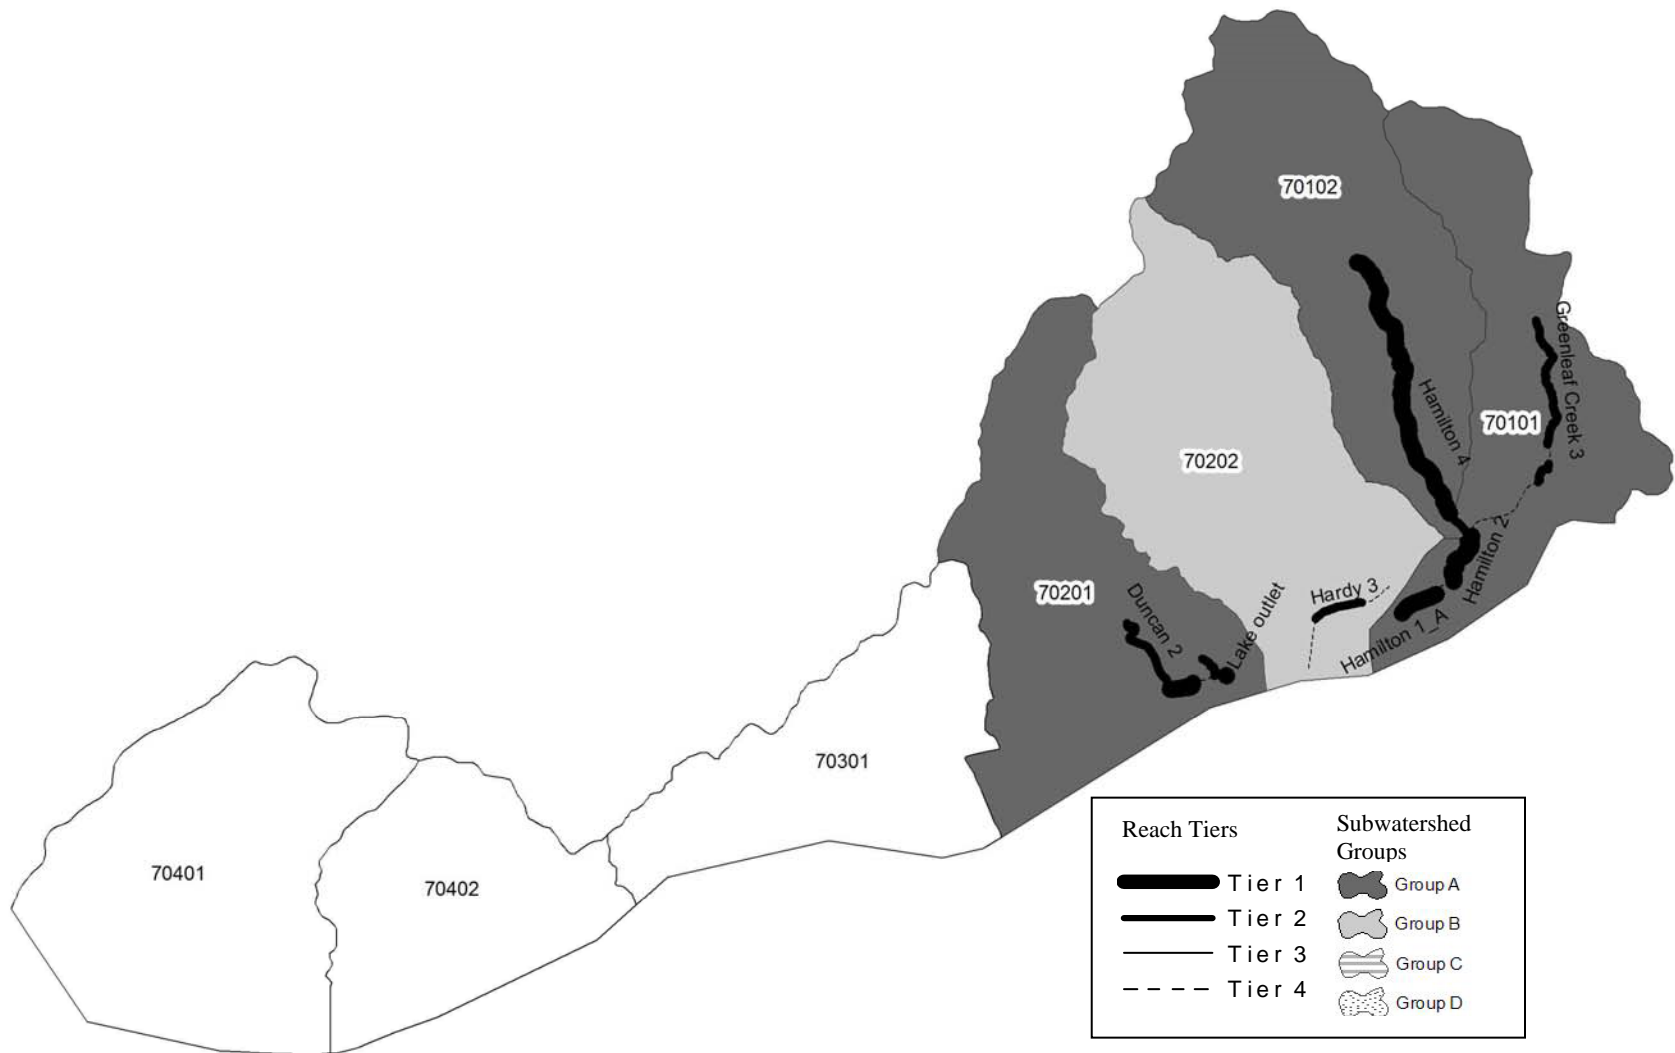 70102
Greenleaf Creek 3
Hamilton 4
70101
70202
Hamilton 2
70201
Duncan 2
Lake outlet
Hardy 3
Hamilton 1_A
70301
70401
70402
Reach Tiers
Tier 1
Tier 2
Tier 3
Tier 4
Subwatershed
Groups
Group A
Group B
Group C
Group D